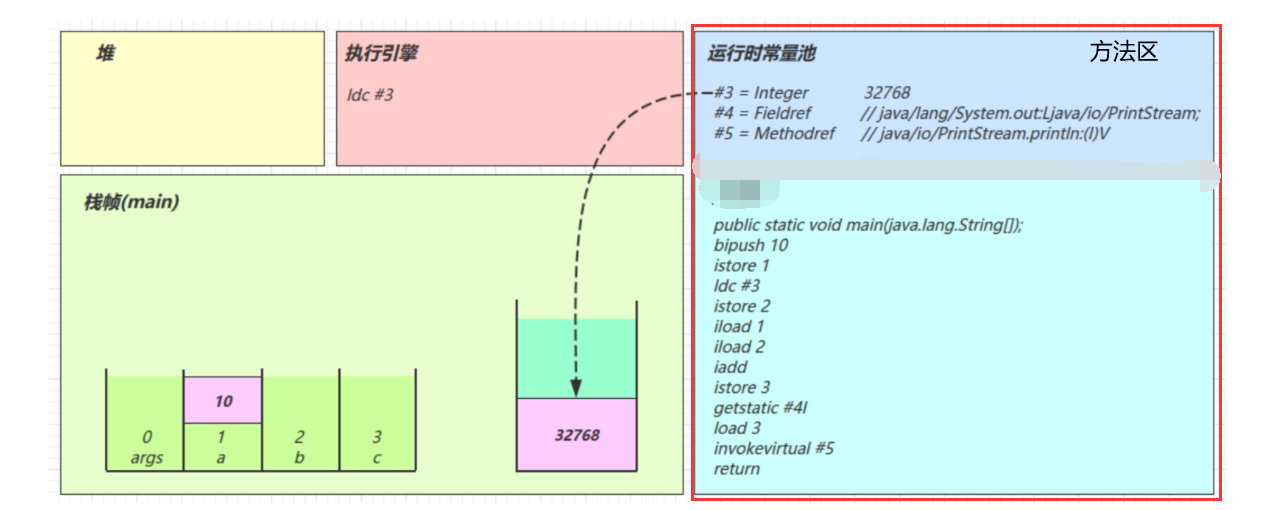 堆
执行引擎
ldc #3
运行时常量池
方法区
#3 = Integer 32768
#4 = Fieldref // java/lang/System.out:Ljava/io/PrintStream;
#5 = Methodref // java/io/PrintStream.println:(I)V
栈帧(main)
10
0 1 2 3
args a b c
32768
public static void main(java.lang.String[]);
bipush 10
istore 1
ldc #3
istore 2
iload 1
iload 2
iadd
istore 3
getstatic #4I
load 3
invokevirtual #5
return